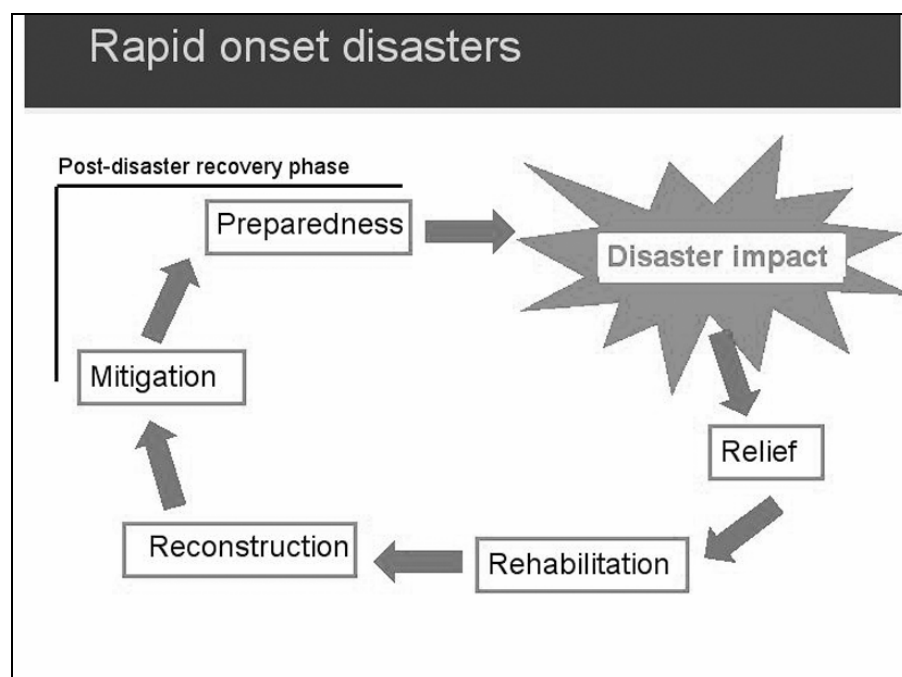 Rapid onset disasters
Post-disaster recovery phase
Preparedness
Disaster impact
Mitigation
Relief
Reconstruction
Rehabilitation